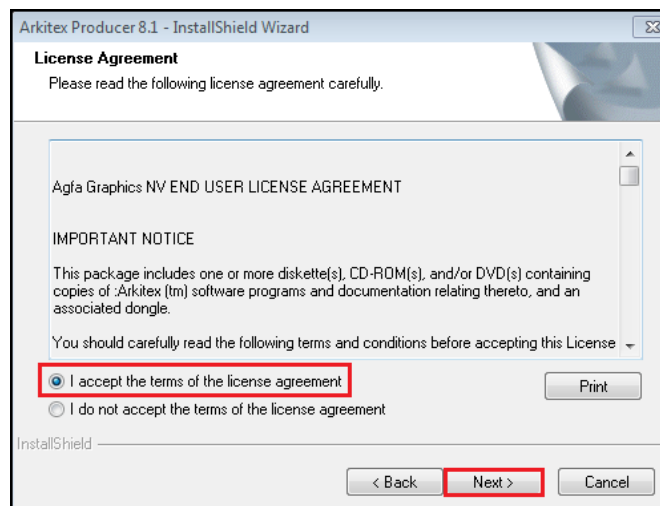 Arkitex Producer 8.1 - InstallShield Wizard
License Agreement
Please read the following license agreement carefully.
Agfa Graphics NV END USER LICENSE AGREEMENT
IMPORTANT NOTICE
This package includes one or more diskette(s), CD-ROM(s), and/or DVD(s) containing
copies of :Arkitex (tm) software programs and documentation relating thereto, and an
associated dongle.
You should carefully read the following terms and conditions before accepting this License
I accept the terms of the license agreement
Print
I do not accept the terms of the license agreement
InstallShield
< Back
Next >
Cancel